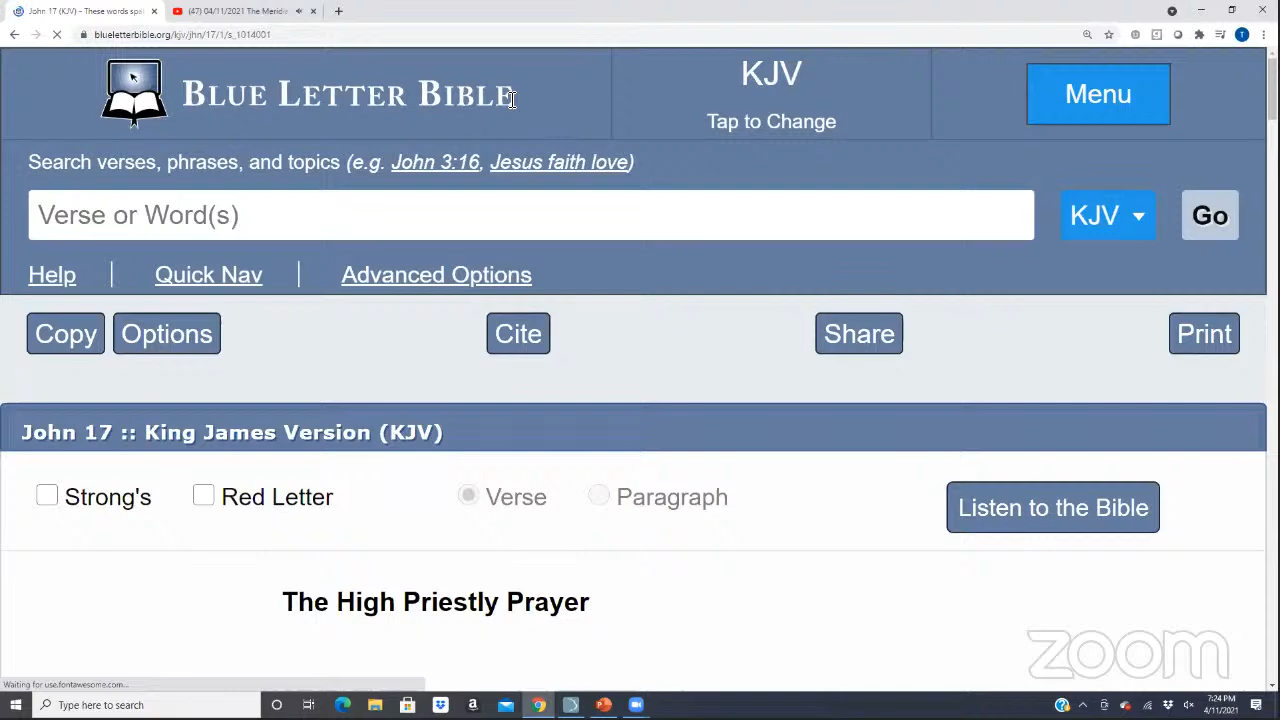 John 17 (KJV) - These words spal
(47) 04/11/2021 The Meridi
blueletterbible.org/kjv/jhn/17/1/s_1014001
T
BLUE LETTER BIBLE
KJV
Tap to Change
Menu
Search verses, phrases, and topics (e.g. John 3:16, Jesus faith love)
Verse or Word(s)
KJV
Go
Help
Quick Nav
Advanced Options
Copy
Options
Cite
Share
Print
John 17 :: King James Version (KJV)
Strong's
Red Letter
Verse
Paragraph
Listen to the Bible
The High Priestly Prayer
zoom
Waiting for use.fontawesome.com...
Type here to search
7:24 PM
4/11/2021